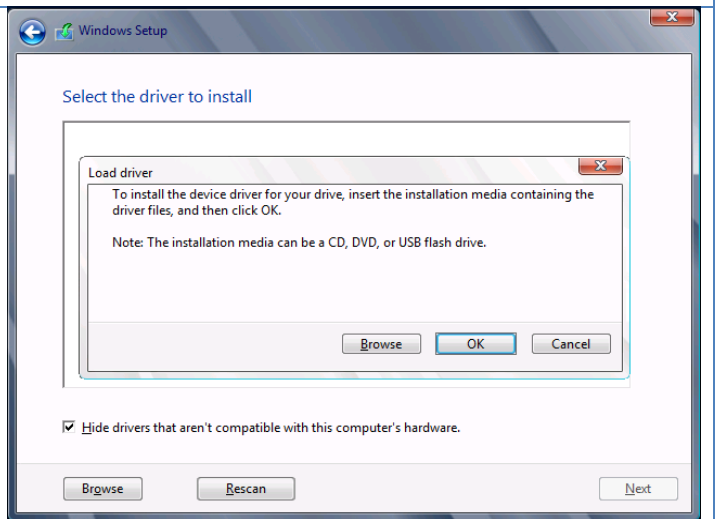 Windows Setup
Select the driver to install
Load driver
To install the device driver for your drive, insert the installation media containing the
driver files, and then click OK.
Note: The installation media can be a CD, DVD, or USB flash drive.
Browse OK Cancel
Hide drivers that aren't compatible with this computer's hardware.
Browse Rescan Next